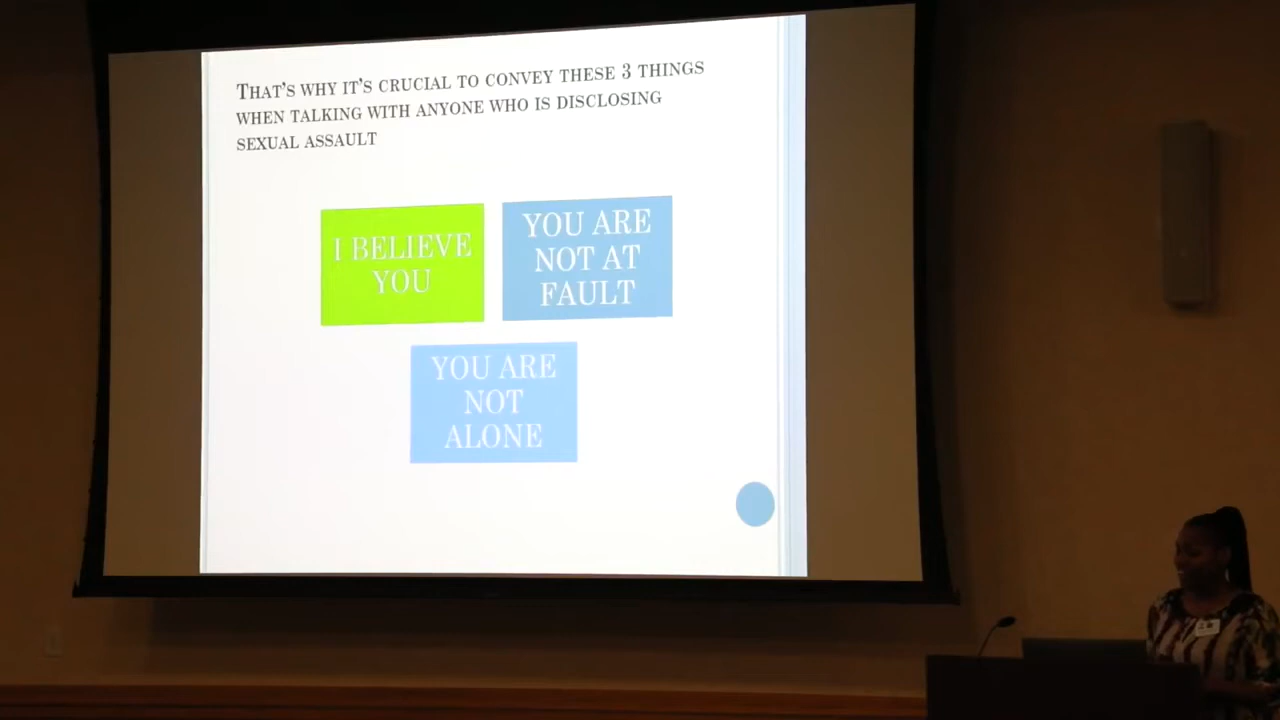 THAT'S WHY IT'S CRUCIAL TO CONVEY THESE 3 THINGS
WHEN TALKING WITH ANYONE WHO IS DISCLOSING
SEXUAL ASSAULT
I BELIEVE
YOU
YOU ARE
NOT AT
FAULT
YOU ARE
NOT
ALONE